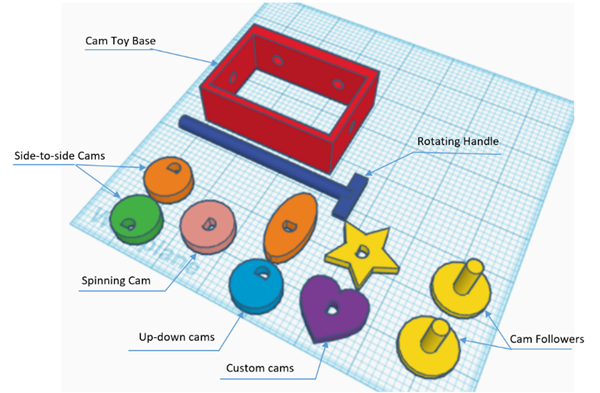 Cam Toy Base
Rotating Handle
Side-to-side Cams
Spinning Cam
Up-down cams
Cam Followers
Custom cams